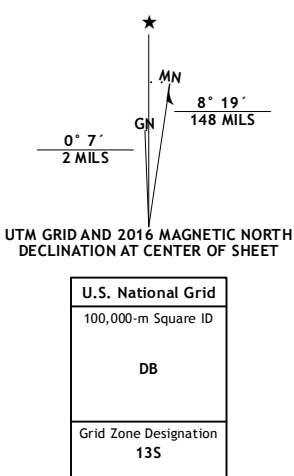 ★
MN
8° 19´
148 MILS
GN
0° 7´
2 MILS
UTM GRID AND 2016 MAGNETIC NORTH
DECLINATION AT CENTER OF SHEET
U.S. National Grid
100,000-m Square ID
DB
Grid Zone Designation
13S